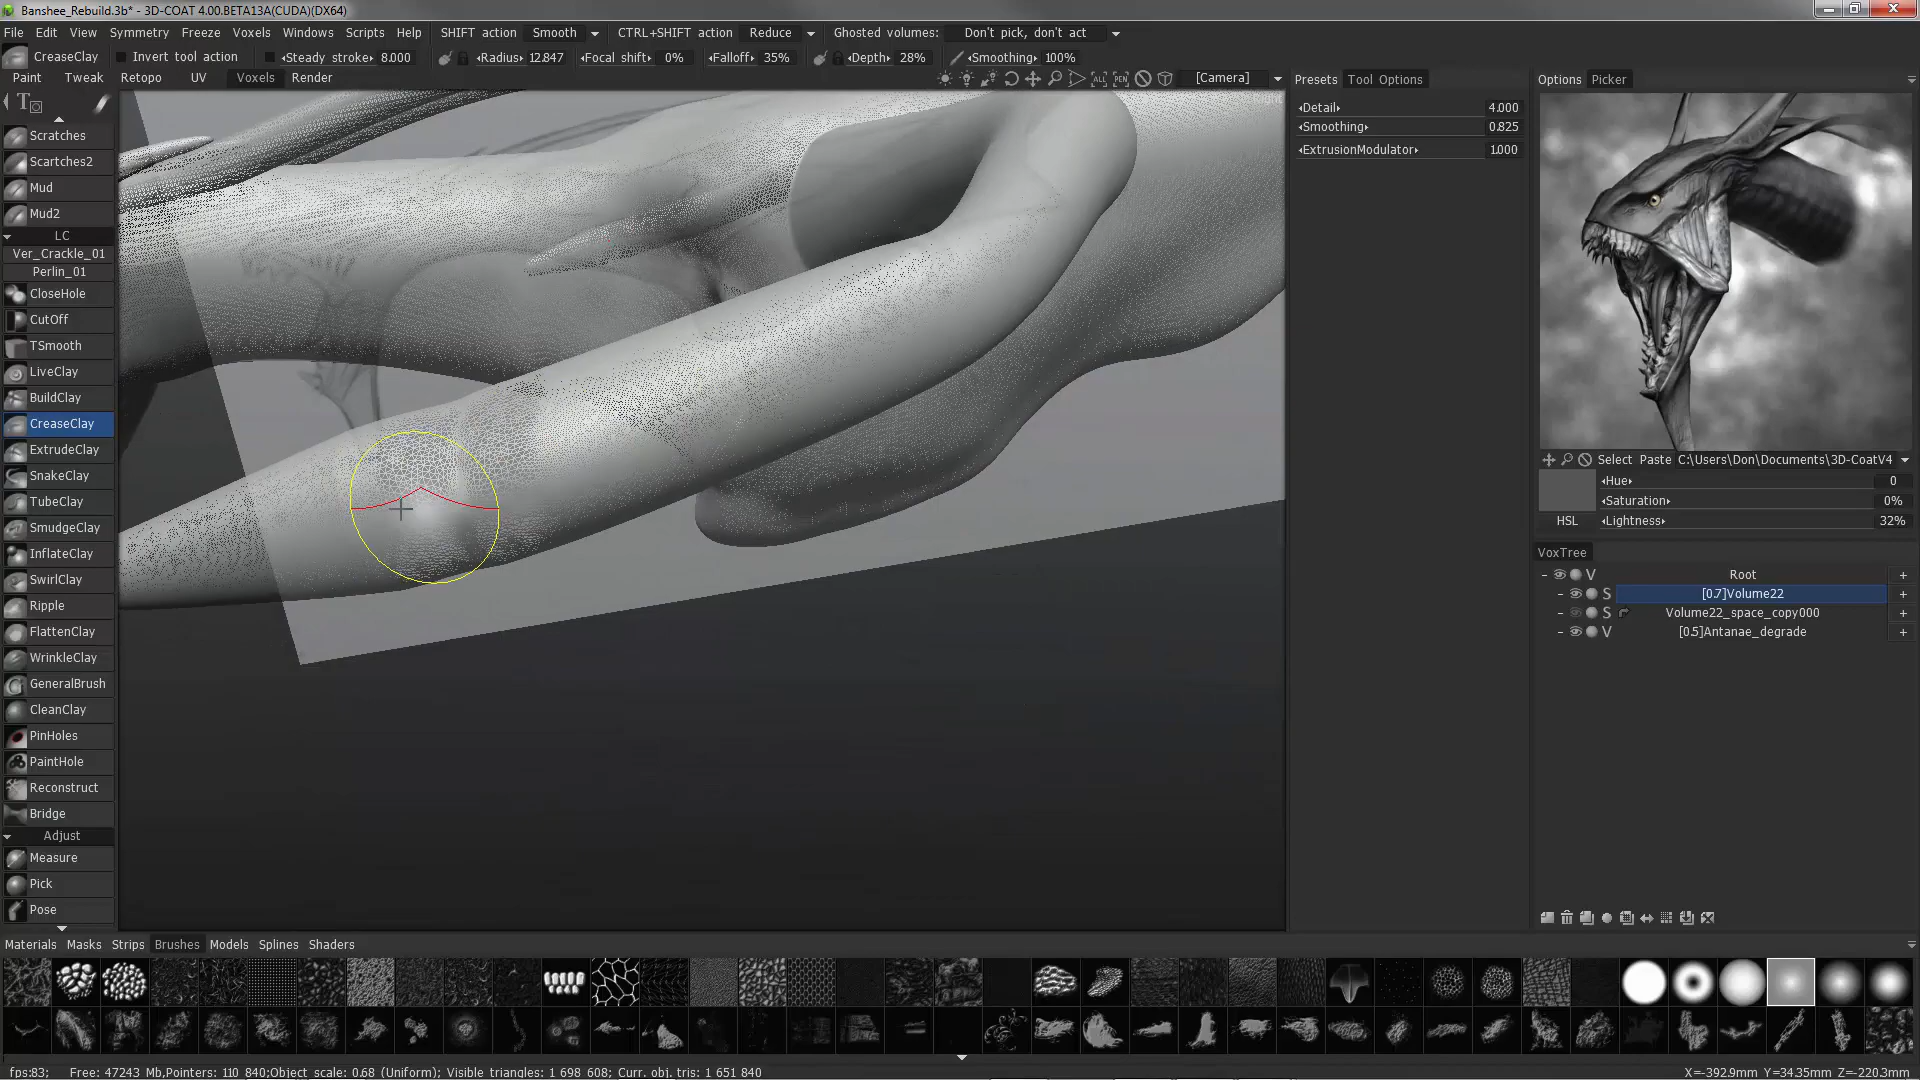 Banshee_Rebuild.3b* - 3D-COAT 4.00.BETA13A(CUDA)(DX64)
File Edit View Symmetry Freeze Voxels Windows Scripts Help SHIFT action Smooth CTRL+SHIFT action Reduce Ghosted volumes: Don't pick, don't act
CreaseClay Invert tool action Steady stroke 8.000 Radius 12.847 Focal shift 0% Falloff 35% Depth 28% Smoothing 100%
Paint Tweak Retopo UV Voxels Render [Camera] Presets Tool Options Options Picker
Right
Scratches
Scartches2
Mud
Mud2
LC
Ver_Crackle_01
Perlin_01
CloseHole
CutOff
TSmooth
LiveClay
BuildClay
CreaseClay
ExtrudeClay
SnakeClay
TubeClay
SmudgeClay
InflateClay
SwirlClay
Ripple
FlattenClay
WrinkleClay
GeneralBrush
CleanClay
PinHoles
PaintHole
Reconstruct
Bridge
Adjust
Measure
Pick
Pose
Detail 4.000
Smoothing 0.825
ExtrusionModulator 1.000
Select Paste C:\Users\Don\Documents\3D-CoatV4
Hue 0
Saturation 0%
HSL Lightness 32%
VoxTree
V Root +
S [0.7]Volume22 +
S Volume22_space_copy000 +
V [0.5]Antanae_degrade +
Materials Masks Strips Brushes Models Splines Shaders
fps:83; Free: 47243 Mb,Pointers: 110 840;Object scale: 0.68 (Uniform); Visible triangles: 1 698 608; Curr. obj. tris: 1 651 840 X=-392.9mm Y=34.35mm Z=-220.3mm